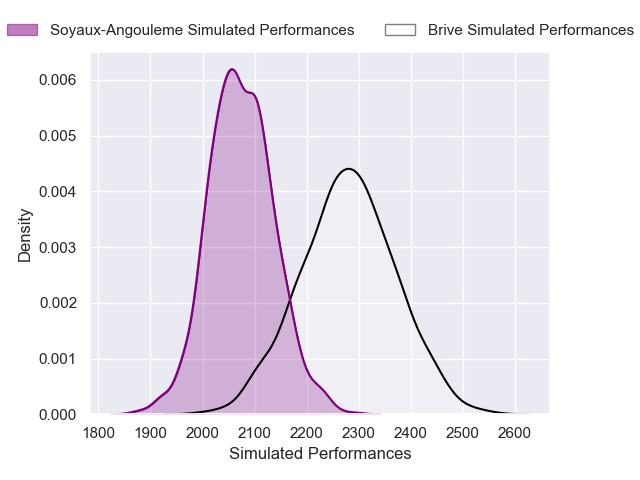 Soyaux-Angouleme Simulated Performances
Brive Simulated Performances
0.006
0.005
0.004
0.003
0.002
0.001
0.000
Density
1800 1900 2000 2100 2200 2300 2400 2500 2600
Simulated Performances